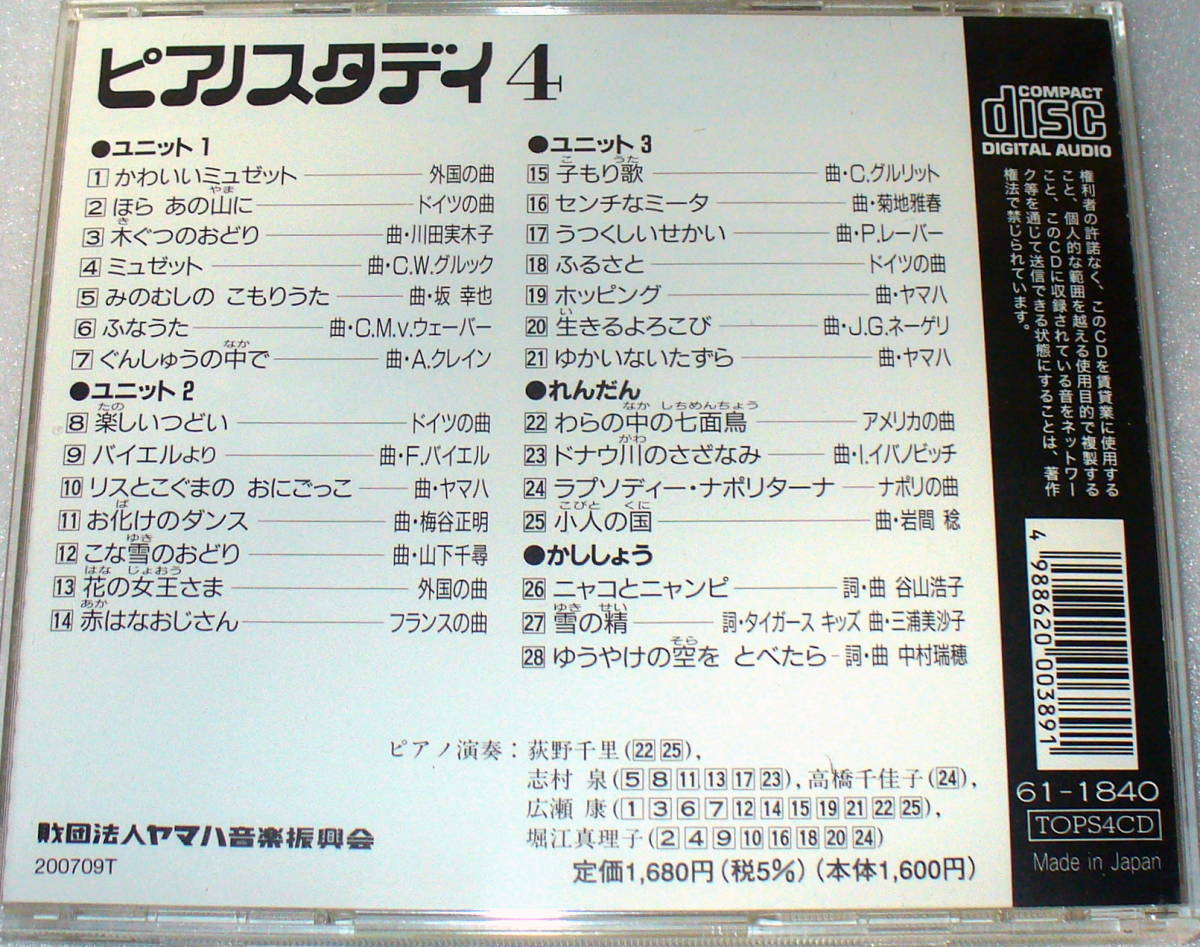 ピアノスタディ4
●ユニット1
1 かわいいミュゼット 外国の曲
2 ほら あの山に ドイツの曲
3 木ぐつのおどり 曲・川田実木子
4 ミュゼット 曲・C.W.グルック
5 みのむしの こもりうた 曲・坂 幸也
6 ふなうた 曲・C.M.v.ウェーバー
7 ぐんしゅうの中で 曲・A.クレイン
●ユニット2
8 楽しいつどい ドイツの曲
9 バイエルより 曲・F.バイエル
10 リスとこぐまの おにごっこ 曲・ヤマハ
11 お化けのダンス 曲・梅谷正明
12 こな雪のおどり 曲・山下千尋
13 花の女王さま 外国の曲
14 赤はなおじさん フランスの曲
●ユニット3
15 子もり歌 曲・C.グルリット
16 センチなミータ 曲・菊地雅春
17 うつくしいせかい 曲・P.レーバー
18 ふるさと ドイツの曲
19 ホッピング 曲・ヤマハ
20 生きるよろこび 曲・J.G.ネーゲリ
21 ゆかいないたずら 曲・ヤマハ
●れんだん
22 わらの中の七面鳥 アメリカの曲
23 ドナウ川のさざなみ 曲・I.イバノビッチ
24 ラプソディー・ナポリターナ ナポリの曲
25 小人の国 曲・岩間 稔
●かししょう
26 ニャコとニャンピ 詞・曲 谷山浩子
27 雪の精 詞・タイガース キッズ 曲・三浦美沙子
28 ゆうやけの空を とべたら 詞・曲 中村瑞穂
ピアノ演奏：荻野千里(22 25),
志村 泉(5 8 11 13 17 23),高橋千佳子(24),
広瀬 康(1 3 6 7 12 14 15 19 21 22 25),
堀江真理子(2 4 9 10 16 18 20 24)
定価1,680円(税5%)(本体1,600円)
財団法人ヤマハ音楽振興会
200709T
COMPACT
disc
DIGITAL AUDIO
権利者の許諾なく、このCDを賃貸業に使用する
こと、個人的な範囲を越える使用目的で複製する
こと、このCDに収録されている音をネットワー
ク等を通じて送信できる状態にすることは、著作
権法で禁じられています。
4 988620 003891
61-1840
TOPS4CD
Made in Japan